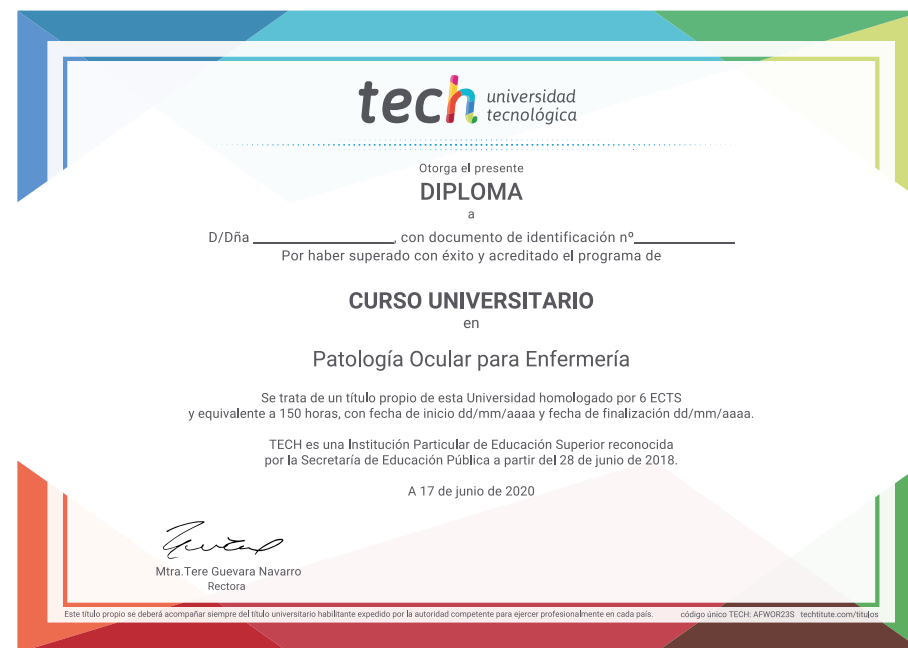 tech universidad
tecnológica
Otorga el presente
DIPLOMA
a
D/Dña ____________, con documento de identificación nº____________
Por haber superado con éxito y acreditado el programa de
CURSO UNIVERSITARIO
en
Patología Ocular para Enfermería
Se trata de un título propio de esta Universidad homologado por 6 ECTS
y equivalente a 150 horas, con fecha de inicio dd/mm/aaaa y fecha de finalización dd/mm/aaaa.
TECH es una Institución Particular de Educación Superior reconocida
por la Secretaría de Educación Pública a partir del 28 de junio de 2018.
A 17 de junio de 2020
Mtra.Tere Guevara Navarro
Rectora
Este título propio se deberá acompañar siempre del título universitario habilitante expedido por la autoridad competente para ejercer profesionalmente en cada país. código único TECH: AFWOR23S techtitute.com/titulos